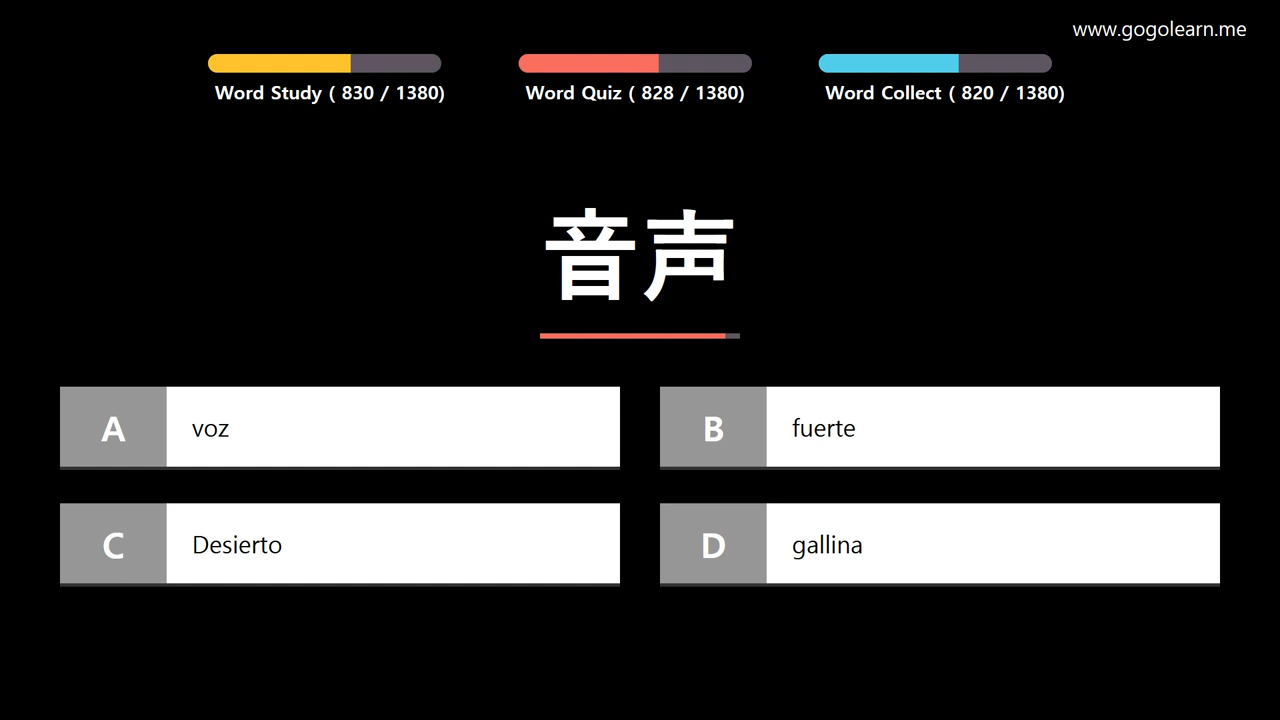 www.gogolearn.me
Word Study ( 830 / 1380)
Word Quiz ( 828 / 1380)
Word Collect ( 820 / 1380)
音声
A voz
B fuerte
C Desierto
D gallina